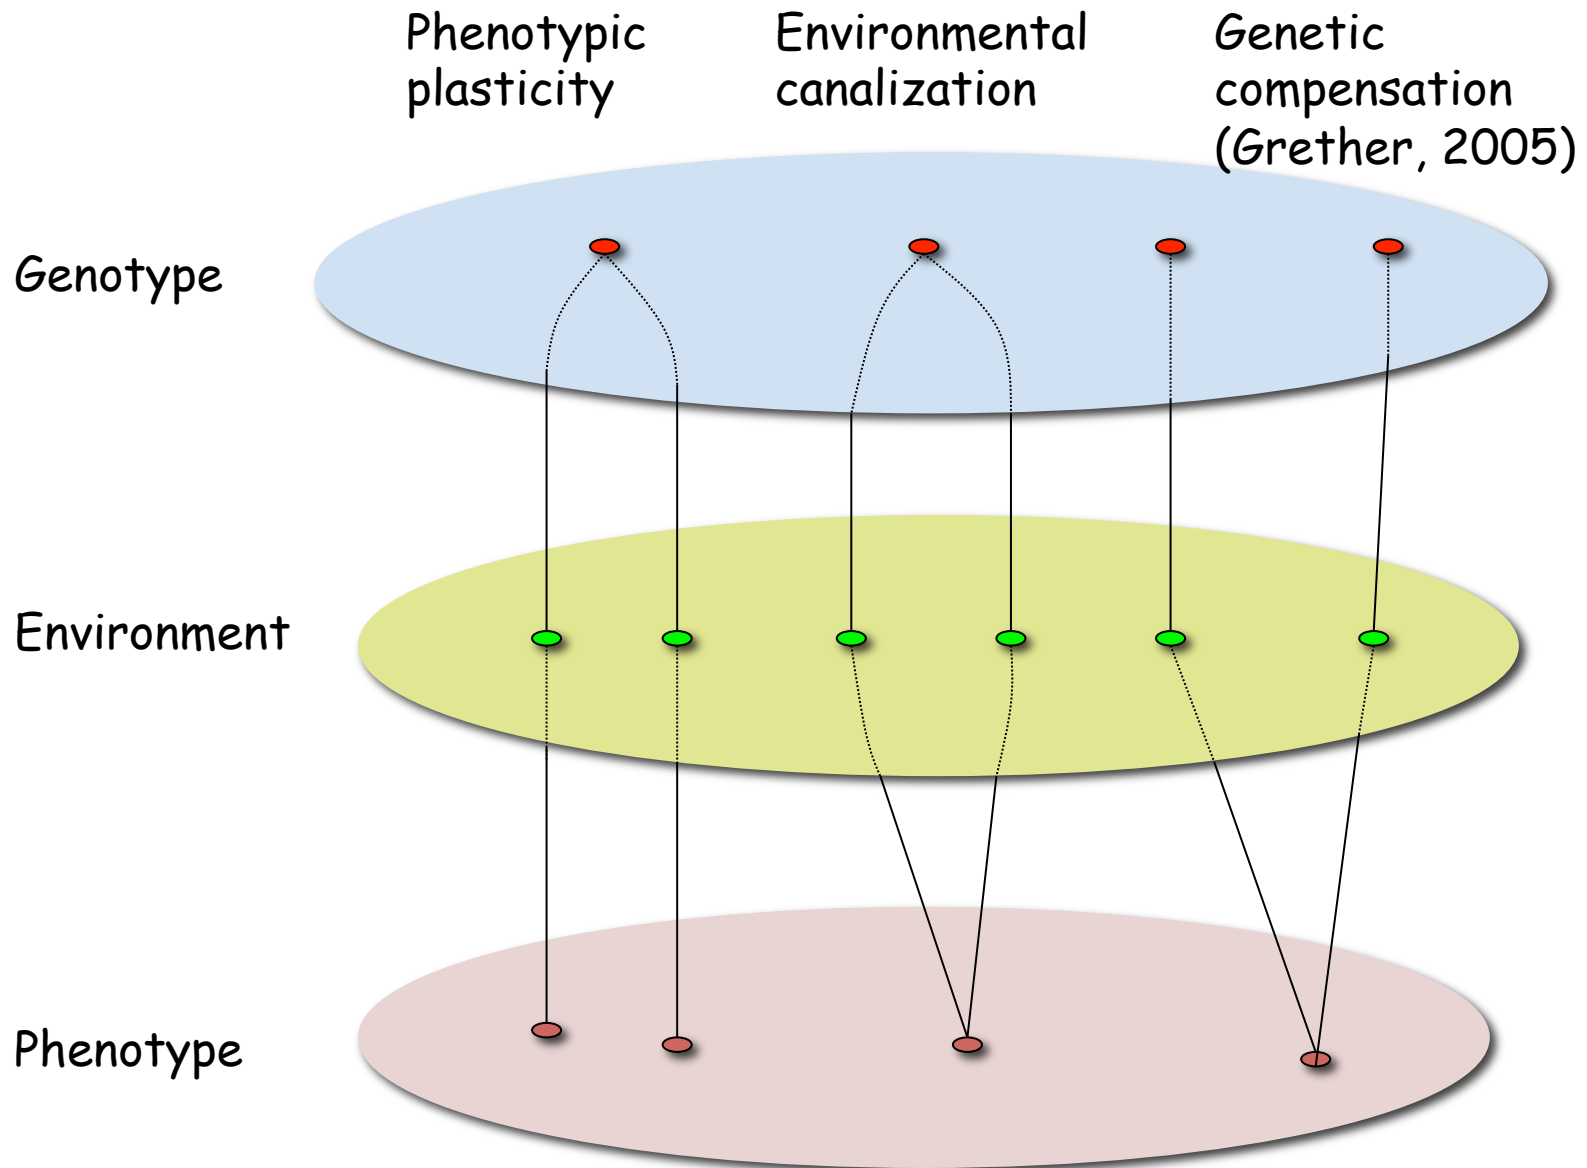 Phenotypic
plasticity
Environmental
canalization
Genetic
compensation
(Grether, 2005)
Genotype
Environment
Phenotype